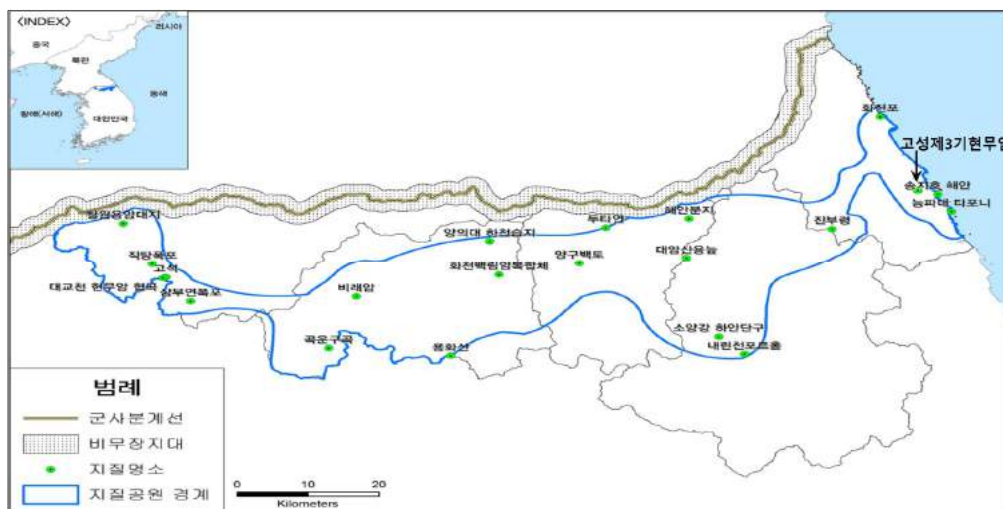 <INDEX>
러시아
중국
북한
동해
황해(서해)
대한민국
화진포
고성제3기현무암
송지호 해안
능파대 타포니
진부령
해안분지
두타연
대암산용늪
양구백토
양의대 하천습지
화천백립암복합체
비래암
철원용암대지
직탕폭포
고석
대교천 현무암 협곡
삼부연폭포
곡운구곡
용화산
소양강 하안단구
내린천포트홀
범례
군사분계선
비무장지대
지질명소
지질공원 경계
0 10 20
Kilometers